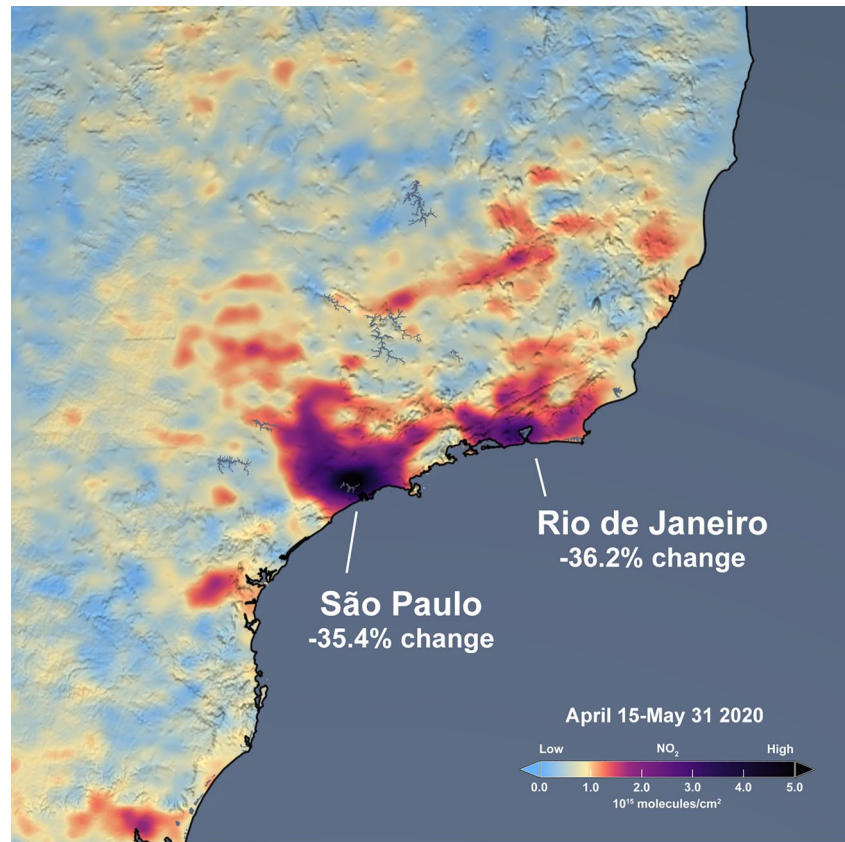 Rio de Janeiro
-36.2% change
São Paulo
-35.4% change
April 15-May 31 2020
Low NO₂ High
0.0 1.0 2.0 3.0 4.0 5.0
10¹⁵ molecules/cm²